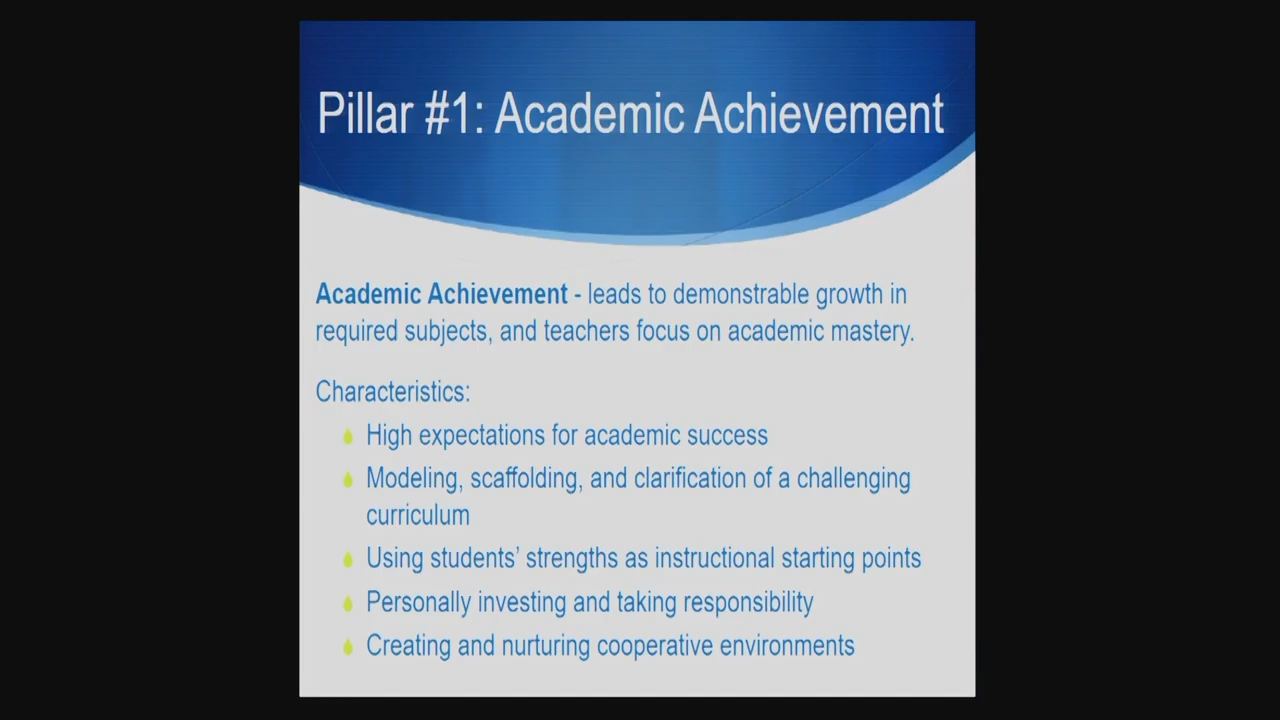 Pillar #1: Academic Achievement
Academic Achievement - leads to demonstrable growth in
required subjects, and teachers focus on academic mastery.
Characteristics:
High expectations for academic success
Modeling, scaffolding, and clarification of a challenging
curriculum
Using students’ strengths as instructional starting points
Personally investing and taking responsibility
Creating and nurturing cooperative environments